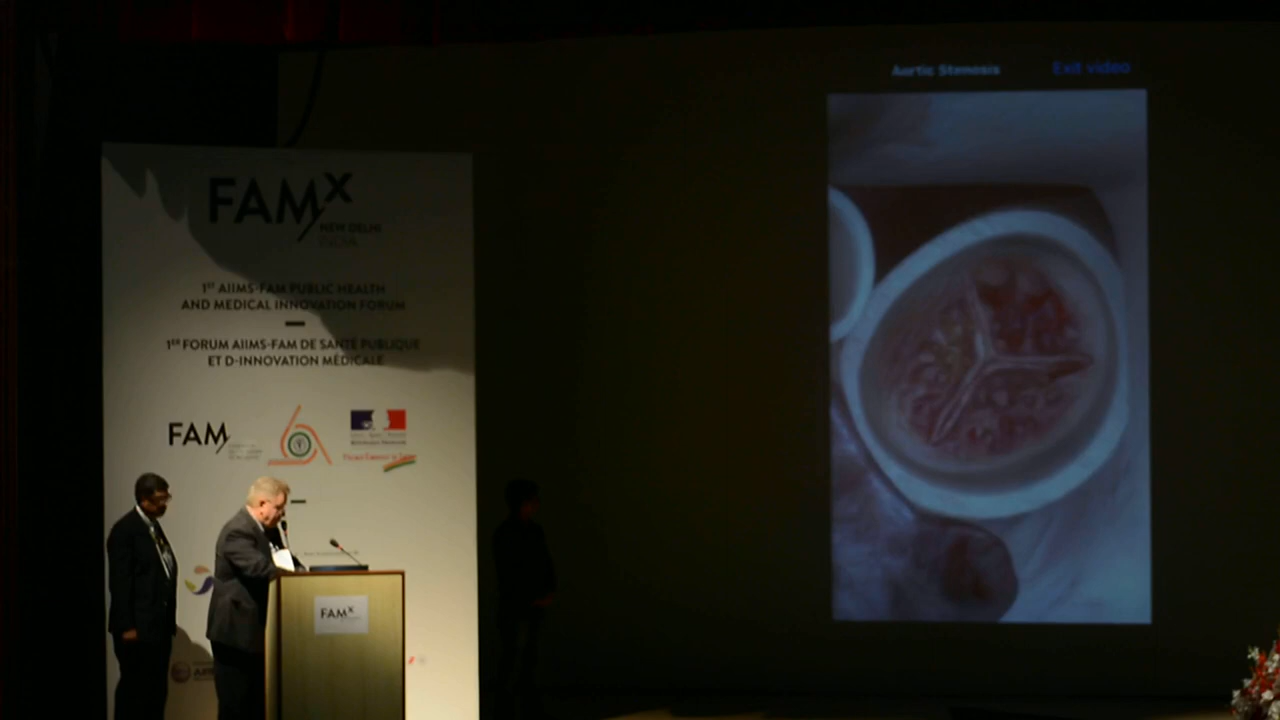 FAMX
NEW DELHI
1ST AIIMS-FAM PUBLIC HEALTH
AND MEDICAL INNOVATION FORUM
1ER FORUM AIIMS-FAM DE SANTÉ PUBLIQUE
ET D-INNOVATION MÉDICALE
FAM
FAMX
Aortic Stenosis
Exit video